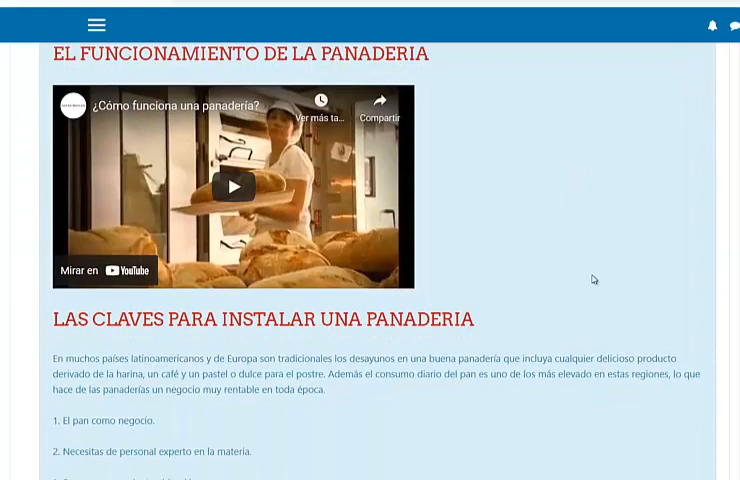 EL FUNCIONAMIENTO DE LA PANADERIA
¿Cómo funciona una panadería?
Ver más ta...
Compartir
Mirar en YouTube
LAS CLAVES PARA INSTALAR UNA PANADERIA
En muchos países latinoamericanos y de Europa son tradicionales los desayunos en una buena panadería que incluya cualquier delicioso producto
derivado de la harina, un café y un pastel o dulce para el postre. Además el consumo diario del pan es uno de los más elevado en estas regiones, lo que
hace de las panaderías un negocio muy rentable en toda época.
1. El pan como negocio.
2. Necesitas de personal experto en la materia.